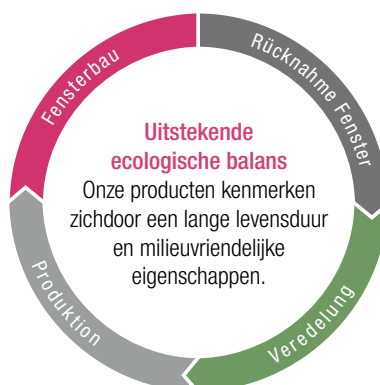 Fensterbau
Rücknahme Fenster
Uitstekende
ecologische balans
Onze producten kenmerken
zichdoor een lange levensduur
en milieuvriendelijke
eigenschappen.
Produktion
Veredelung